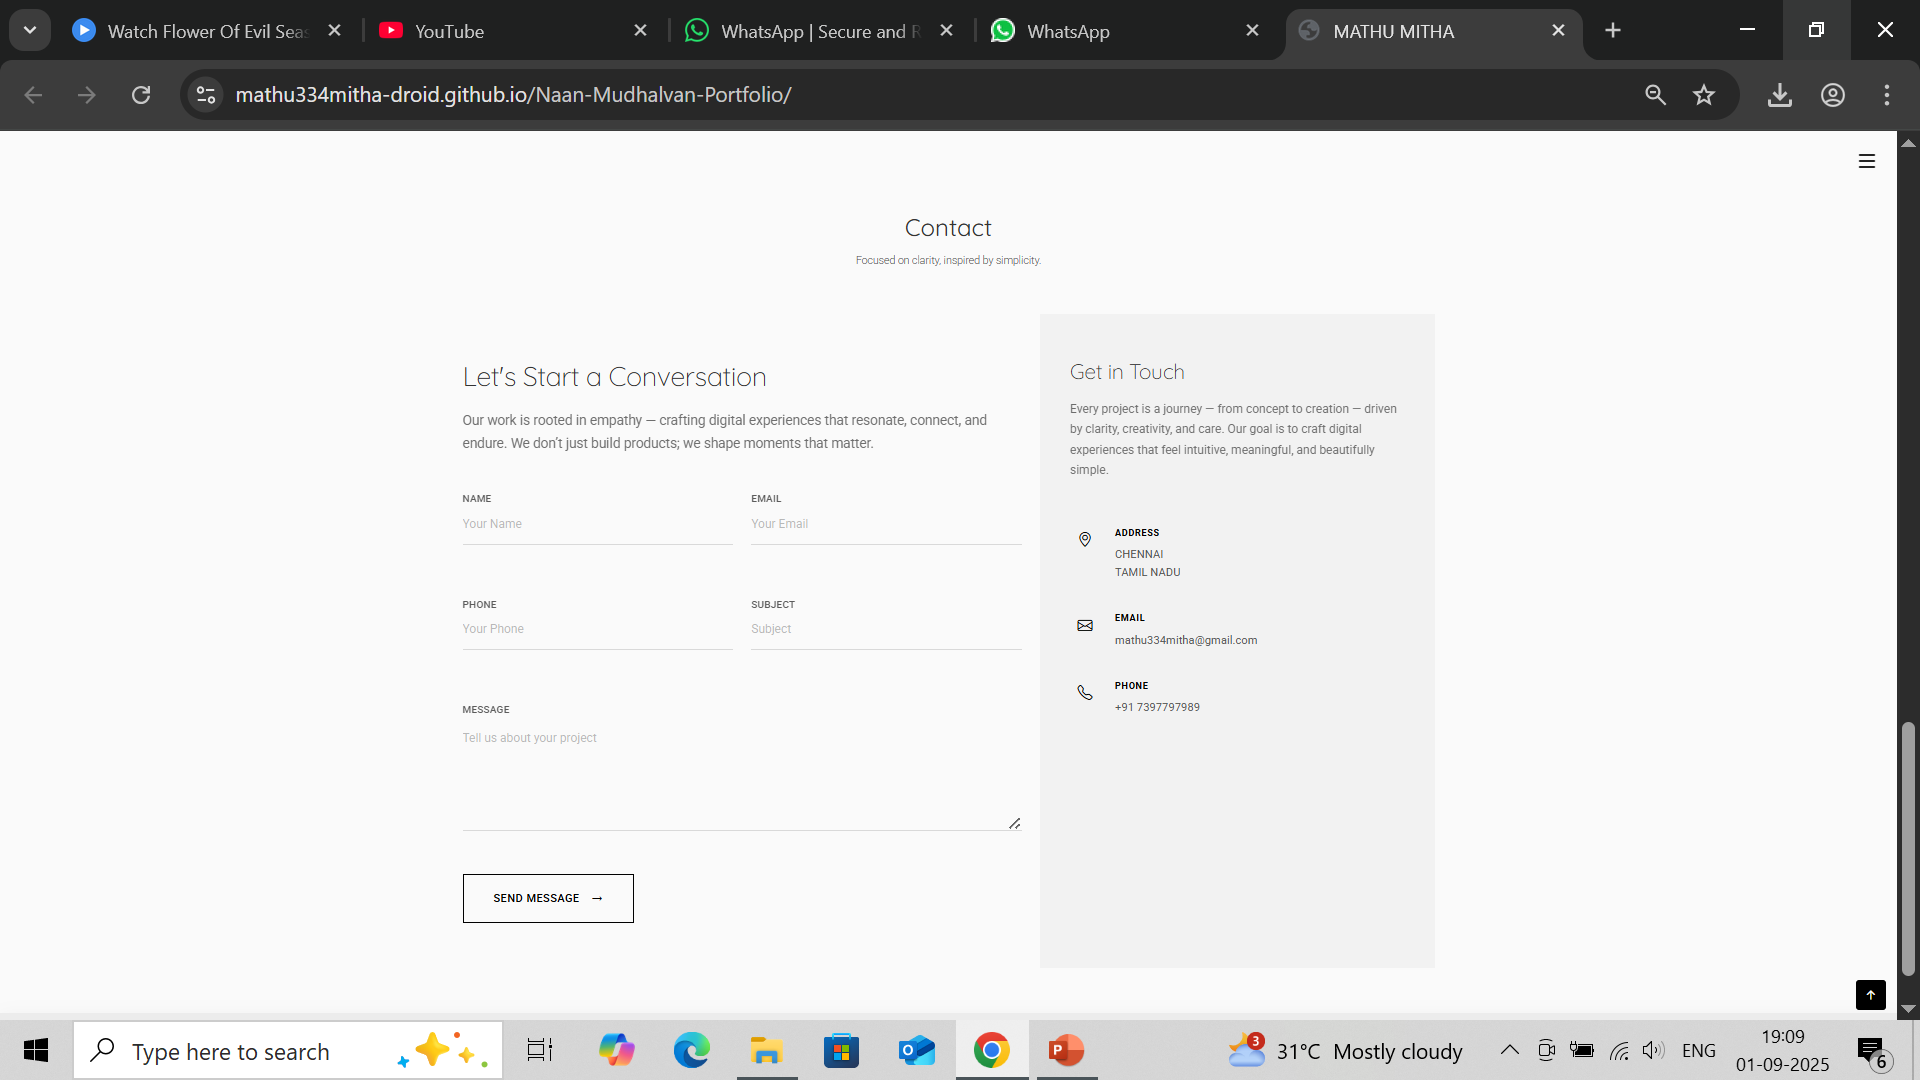 Watch Flower Of Evil Seas
YouTube
WhatsApp | Secure and R
WhatsApp
MATHU MITHA
mathu334mitha-droid.github.io/Naan-Mudhalvan-Portfolio/
Contact
Focused on clarity, inspired by simplicity.
Let's Start a Conversation
Our work is rooted in empathy — crafting digital experiences that resonate, connect, and
endure. We don’t just build products; we shape moments that matter.
NAME
EMAIL
Your Name
Your Email
PHONE
SUBJECT
Your Phone
Subject
MESSAGE
Tell us about your project
SEND MESSAGE →
Get in Touch
Every project is a journey — from concept to creation — driven
by clarity, creativity, and care. Our goal is to craft digital
experiences that feel intuitive, meaningful, and beautifully
simple.
ADDRESS
CHENNAI
TAMIL NADU
EMAIL
mathu334mitha@gmail.com
PHONE
+91 7397797989
Type here to search
3
31°C Mostly cloudy
ENG
19:09
01-09-2025
6